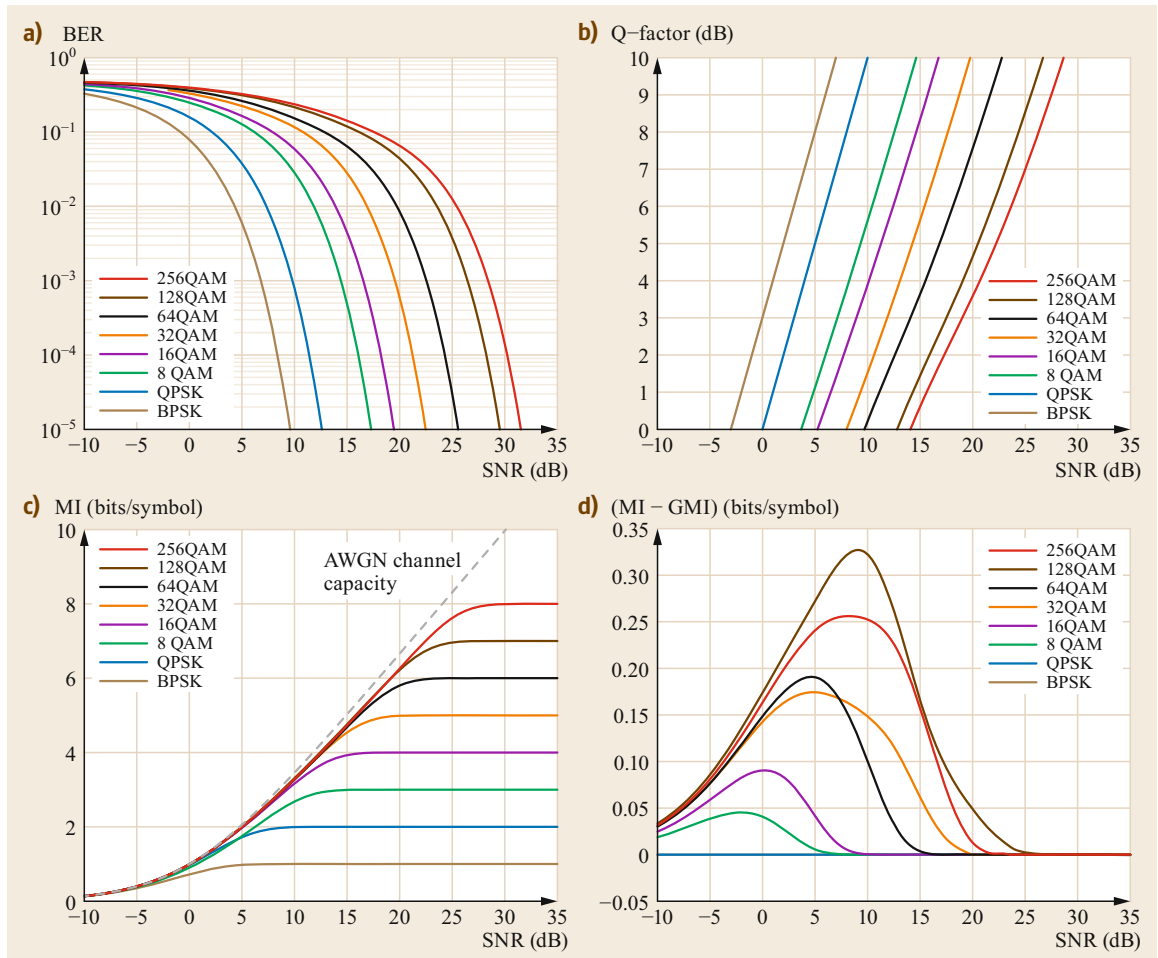 a) BER
10⁰
10⁻¹
10⁻²
10⁻³
10⁻⁴
10⁻⁵
256QAM
128QAM
64QAM
32QAM
16QAM
8 QAM
QPSK
BPSK
−10 −5 0 5 10 15 20 25 30 35
SNR (dB)
b) Q−factor (dB)
10
9
8
7
6
5
4
3
2
1
0
256QAM
128QAM
64QAM
32QAM
16QAM
8 QAM
QPSK
BPSK
−10 −5 0 5 10 15 20 25 30 35
SNR (dB)
c) MI (bits/symbol)
10
8
6
4
2
0
256QAM
128QAM
64QAM
32QAM
16QAM
8 QAM
QPSK
BPSK
AWGN channel
capacity
−10 −5 0 5 10 15 20 25 30 35
SNR (dB)
d) (MI − GMI) (bits/symbol)
0.35
0.30
0.25
0.20
0.15
0.10
0.05
0
−0.05
256QAM
128QAM
64QAM
32QAM
16QAM
8 QAM
QPSK
BPSK
−10 −5 0 5 10 15 20 25 30 35
SNR (dB)